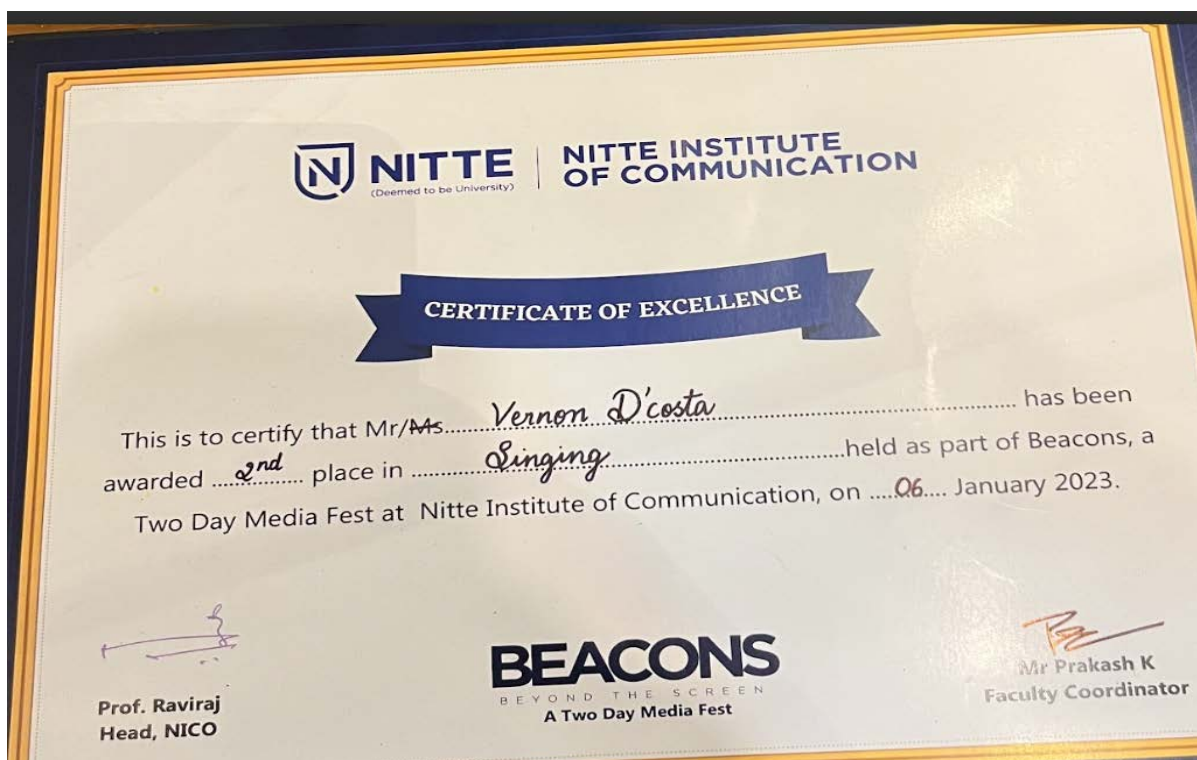 NITTE
(Deemed to be University)
NITTE INSTITUTE
OF COMMUNICATION
CERTIFICATE OF EXCELLENCE
This is to certify that Mr/Ms........Vernon D'costa........................................................ has been
awarded ....2nd......... place in ..............Singing...........................................held as part of Beacons, a
Two Day Media Fest at Nitte Institute of Communication, on ....06.... January 2023.
Prof. Raviraj
Head, NICO
BEACONS
BEYOND THE SCREEN
A Two Day Media Fest
Mr Prakash K
Faculty Coordinator